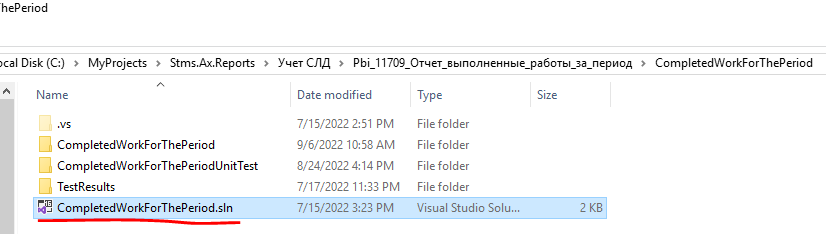 ThePeriod
ocal Disk (C:) > MyProjects > Stms.Ax.Reports > Учет СЛД > Pbi_11709_Отчет_выполненные_работы_за_период > CompletedWorkForThePeriod
Name Date modified Type Size
.vs 7/15/2022 2:51 PM File folder
CompletedWorkForThePeriod 9/6/2022 10:58 AM File folder
CompletedWorkForThePeriodUnitTest 8/24/2022 4:14 PM File folder
TestResults 7/17/2022 11:33 PM File folder
CompletedWorkForThePeriod.sln 7/15/2022 3:23 PM Visual Studio Solu... 2 KB